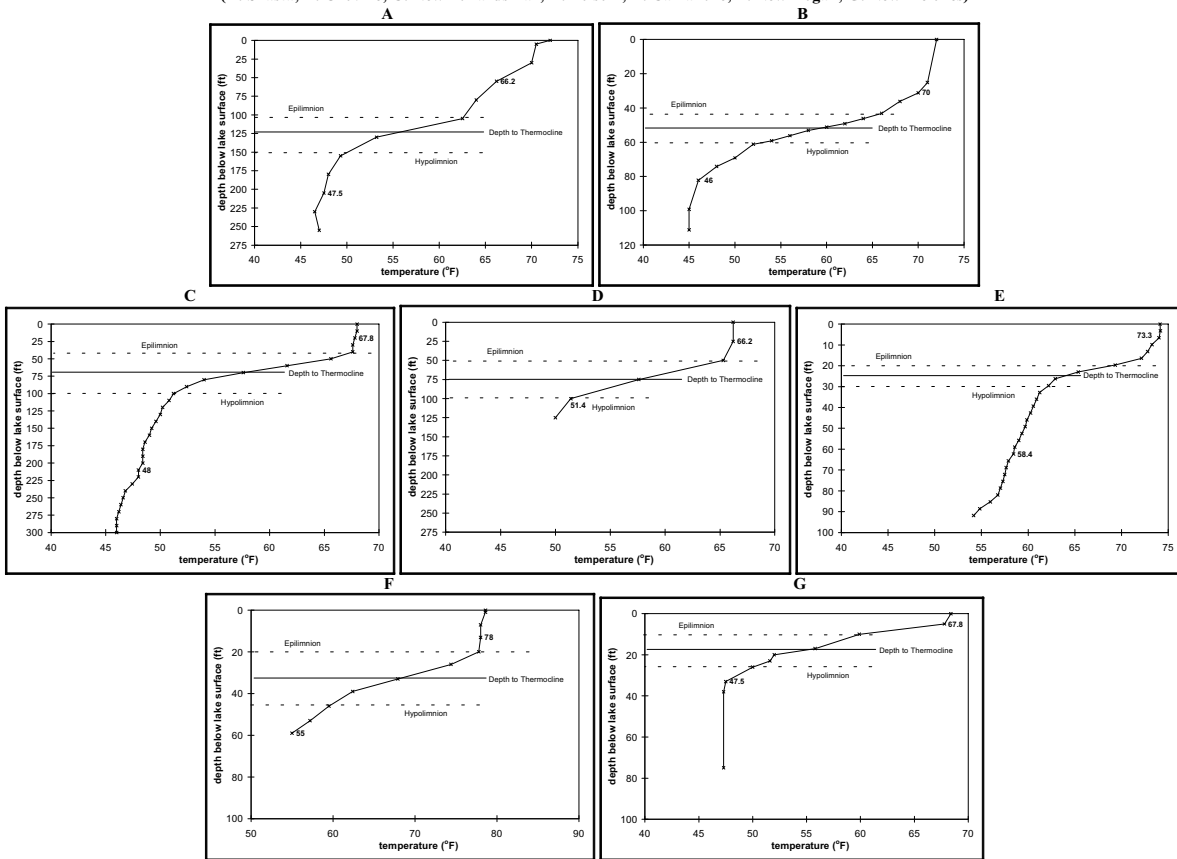 A
depth below lake surface (ft)
0
25
50
75
100
125
150
175
200
225
250
275
66.2
Epilimnion
Depth to Thermocline
Hypolimnion
47.5
40 45 50 55 60 65 70 75
temperature (°F)
B
depth below lake surface (ft)
0
20
40
60
80
100
120
70
Epilimnion
Depth to Thermocline
Hypolimnion
46
40 45 50 55 60 65 70 75
temperature (°F)
C
depth below lake surface (ft)
0
25
50
75
100
125
150
175
200
225
250
275
300
67.8
Epilimnion
Depth to Thermocline
Hypolimnion
48
40 45 50 55 60 65 70
temperature (°F)
D
depth below lake surface (ft)
0
25
50
75
100
125
150
175
200
225
250
275
66.2
Epilimnion
Depth to Thermocline
51.4
Hypolimnion
40 45 50 55 60 65 70
temperature (°F)
E
depth below lake surface (ft)
0
10
20
30
40
50
60
70
80
90
100
73.3
Epilimnion
Depth to Thermocline
Hypolimnion
58.4
40 45 50 55 60 65 70 75
temperature (°F)
F
depth below lake surface (ft)
0
20
40
60
80
100
78
Epilimnion
Depth to Thermocline
Hypolimnion
55
50 60 70 80 90
temperature (°F)
G
depth below lake surface (ft)
0
20
40
60
80
100
67.8
Epilimnion
Depth to Thermocline
Hypolimnion
47.5
40 45 50 55 60 65 70
temperature (°F)